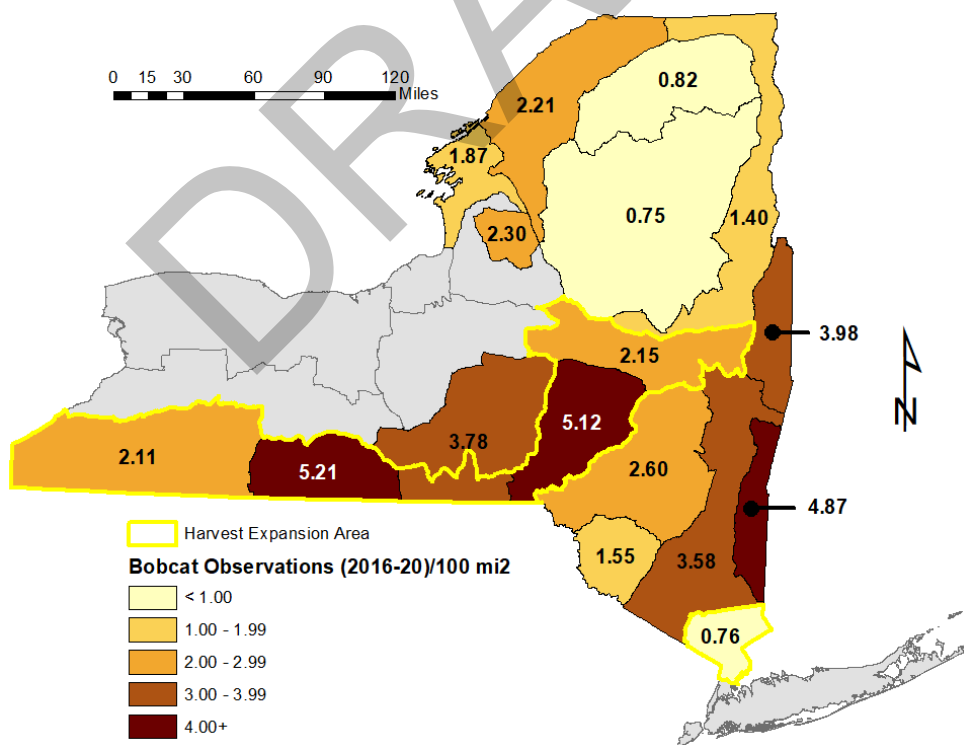 DRA
0 15 30 60 90 120
Miles
0.82
2.21
1.87
0.75
1.40
2.30
3.98
2.15
5.12
3.78
2.11
5.21
2.60
4.87
1.55
3.58
0.76
N
Harvest Expansion Area
Bobcat Observations (2016-20)/100 mi2
< 1.00
1.00 - 1.99
2.00 - 2.99
3.00 - 3.99
4.00+